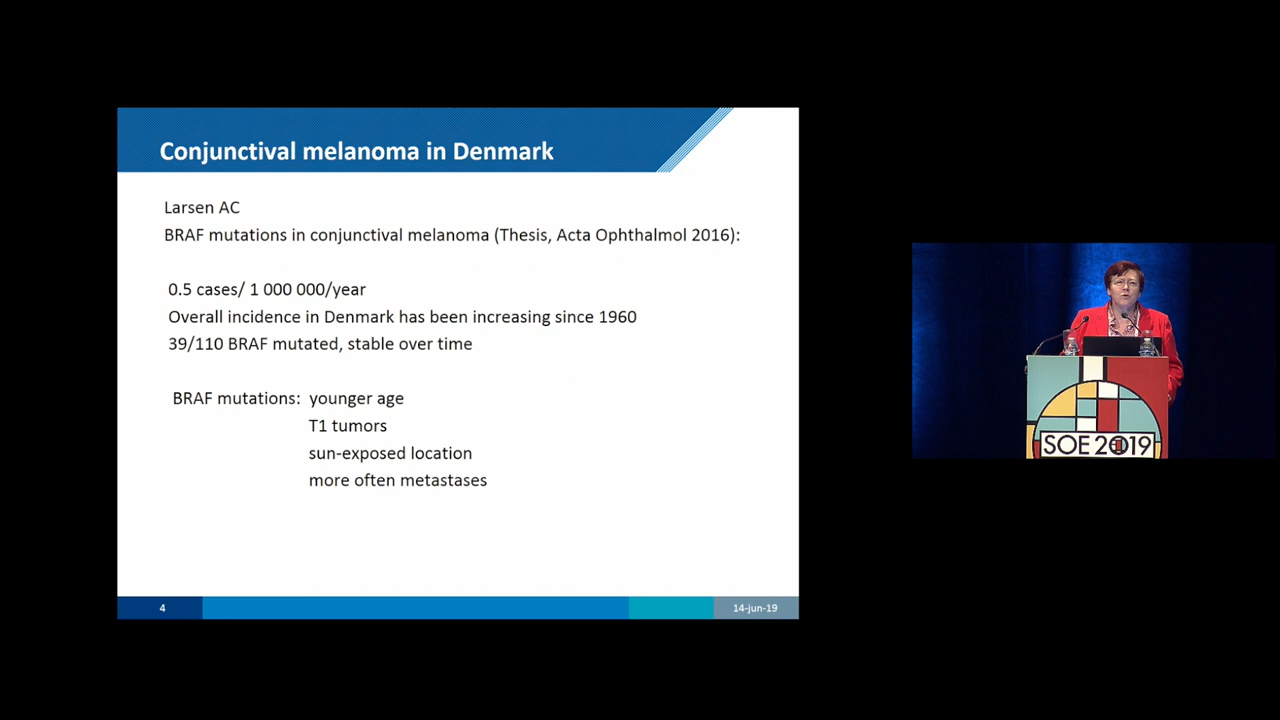 Conjunctival melanoma in Denmark
Larsen AC
BRAF mutations in conjunctival melanoma (Thesis, Acta Ophthalmol 2016):
0.5 cases/ 1 000 000/year
Overall incidence in Denmark has been increasing since 1960
39/110 BRAF mutated, stable over time
BRAF mutations: younger age
T1 tumors
sun-exposed location
more often metastases
4
14-jun-19
SOE 2019